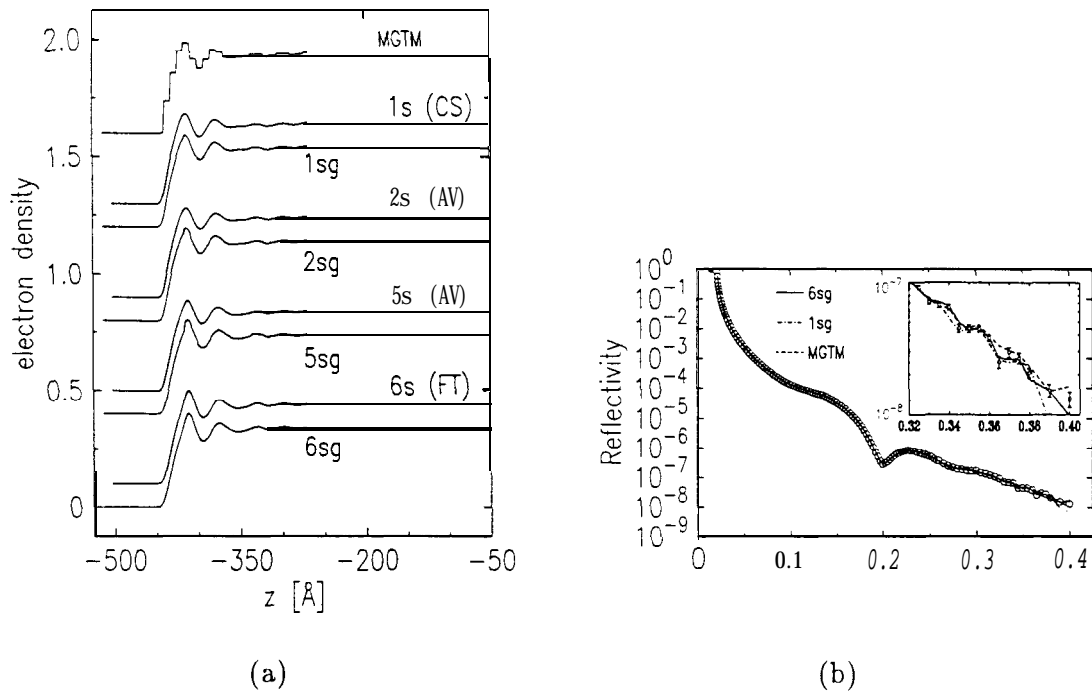 2.0
1.5
1.0
0.5
0
electron density
MGTM
1s (CS)
1sg
2s (AV)
2sg
5s (AV)
5sg
6s (FT)
6sg
−500
−350
−200
−50
z [Å]
(a)
Reflectivity
10⁰
10⁻¹
10⁻²
10⁻³
10⁻⁴
10⁻⁵
10⁻⁶
10⁻⁷
10⁻⁸
10⁻⁹
0
0.1
0.2
0.3
0.4
6sg
1sg
MGTM
10⁻⁷
10⁻⁸
0.32
0.34
0.36
0.38
0.40
(b)